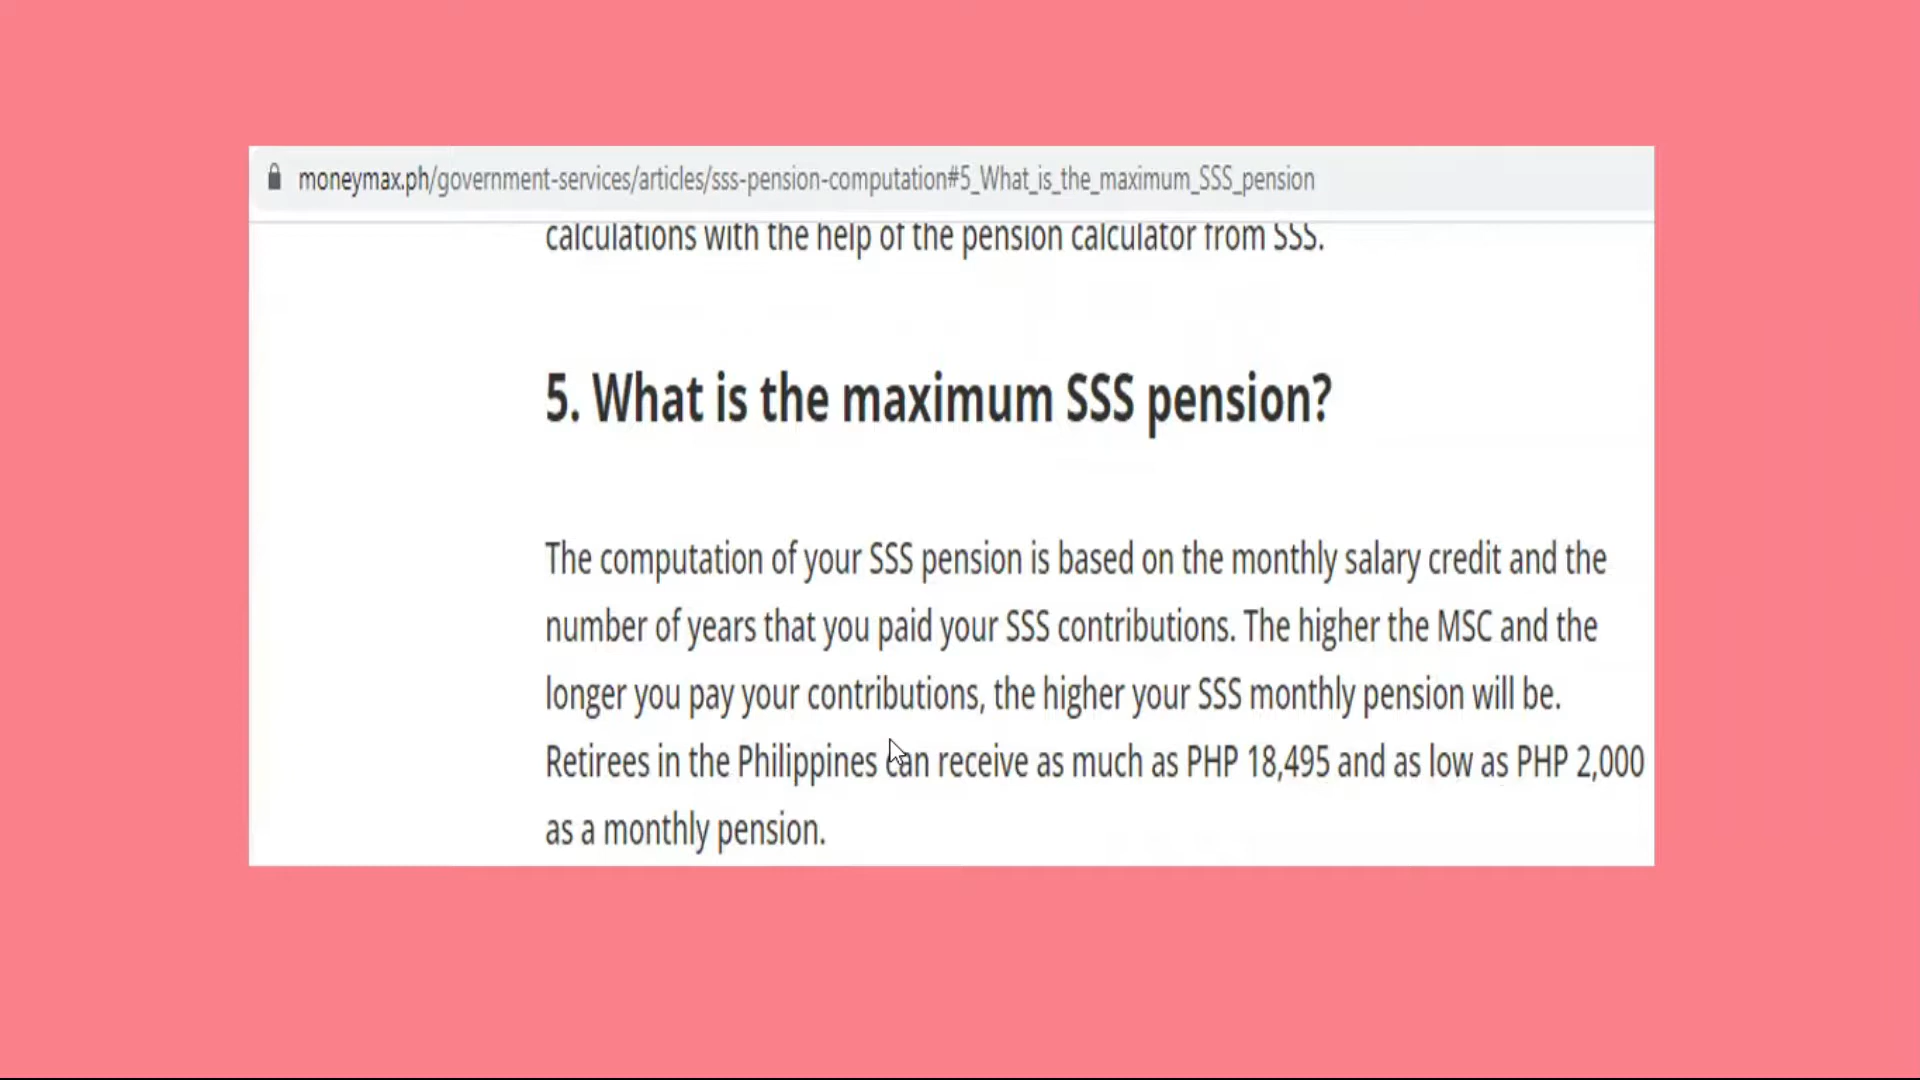 moneymax.ph/government-services/articles/sss-pension-computation#5_What_is_the_maximum_SSS_pension
calculations with the help of the pension calculator from SSS.
5. What is the maximum SSS pension?
The computation of your SSS pension is based on the monthly salary credit and the
number of years that you paid your SSS contributions. The higher the MSC and the
longer you pay your contributions, the higher your SSS monthly pension will be.
Retirees in the Philippines can receive as much as PHP 18,495 and as low as PHP 2,000
as a monthly pension.